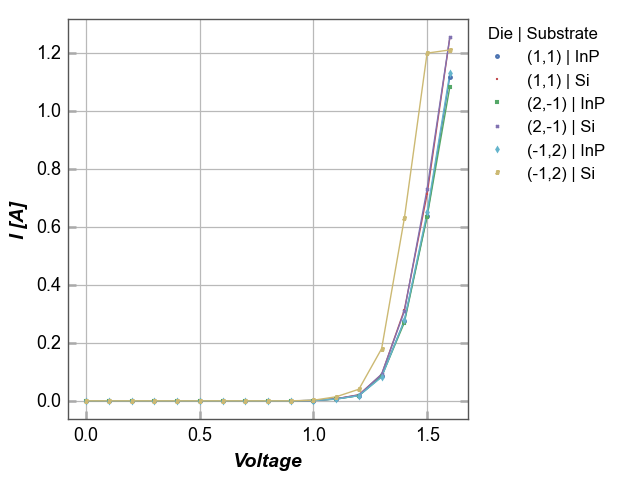 Die | Substrate
(1,1) | InP
(1,1) | Si
(2,-1) | InP
(2,-1) | Si
(-1,2) | InP
(-1,2) | Si
I [A]
1.2
1.0
0.8
0.6
0.4
0.2
0.0
0.0 0.5 1.0 1.5
Voltage